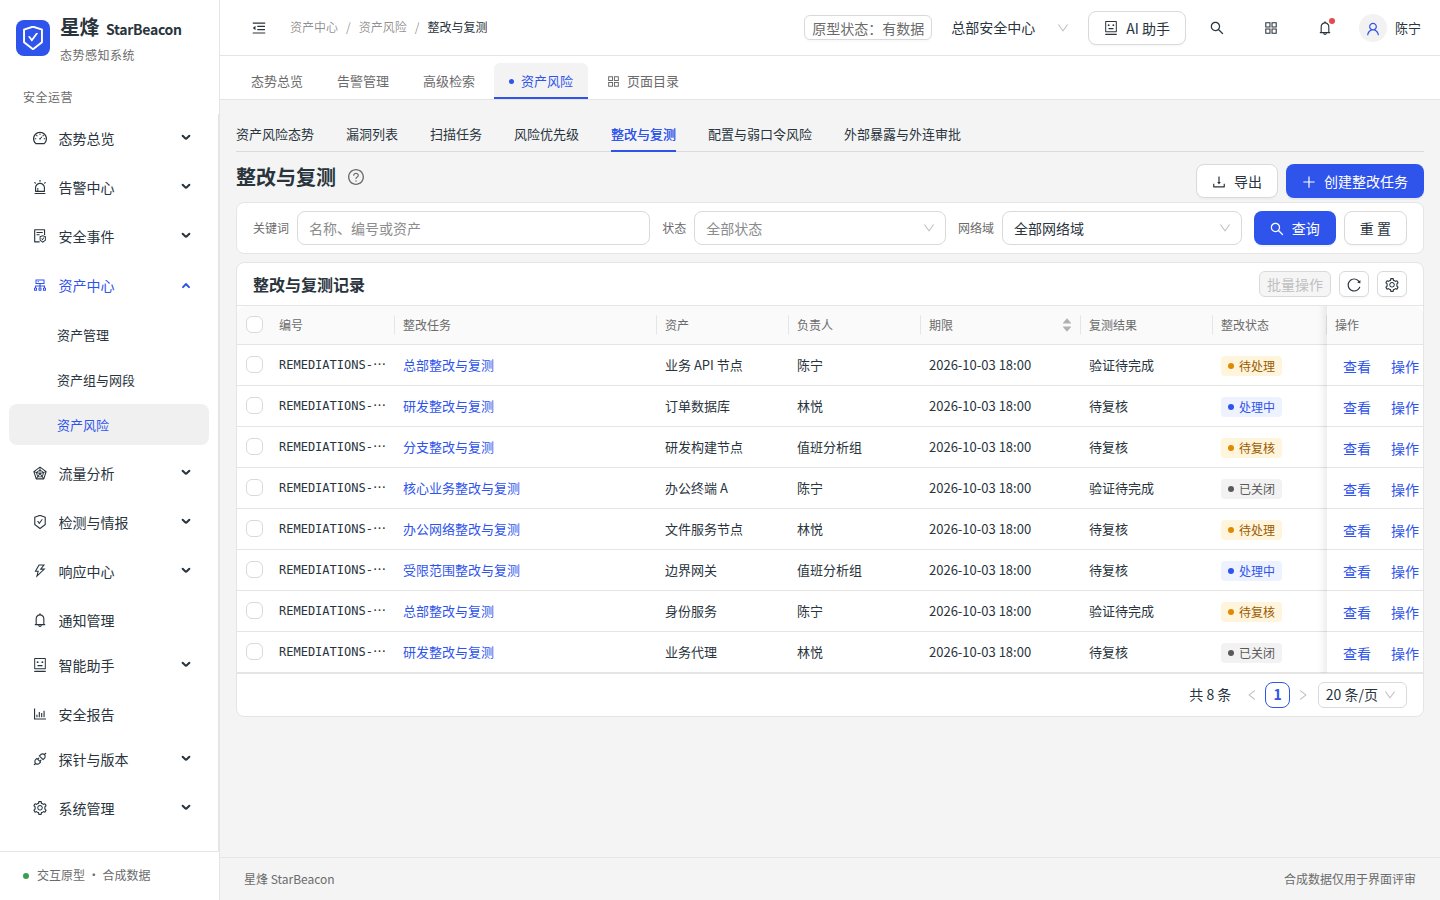 星烽 StarBeacon
态势感知系统
安全运营
态势总览
告警中心
安全事件
资产中心
资产管理
资产组与网段
资产风险
流量分析
检测与情报
响应中心
通知管理
智能助手
安全报告
探针与版本
系统管理
交互原型 · 合成数据
资产中心 / 资产风险 / 整改与复测
原型状态：有数据
总部安全中心
AI 助手
陈宁
态势总览 告警管理 高级检索 资产风险 页面目录
资产风险态势 漏洞列表 扫描任务 风险优先级 整改与复测 配置与弱口令风险 外部暴露与外连审批
整改与复测
导出
创建整改任务
关键词 名称、编号或资产 状态 全部状态 网络域 全部网络域 查询 重 置
整改与复测记录
批量操作
编号 整改任务 资产 负责人 期限 复测结果 整改状态 操作
REMEDIATIONS-··· 总部整改与复测 业务 API 节点 陈宁 2026-10-03 18:00 验证待完成 待处理 查看 操作
REMEDIATIONS-··· 研发整改与复测 订单数据库 林悦 2026-10-03 18:00 待复核 处理中 查看 操作
REMEDIATIONS-··· 分支整改与复测 研发构建节点 值班分析组 2026-10-03 18:00 待复核 待复核 查看 操作
REMEDIATIONS-··· 核心业务整改与复测 办公终端 A 陈宁 2026-10-03 18:00 验证待完成 已关闭 查看 操作
REMEDIATIONS-··· 办公网络整改与复测 文件服务节点 林悦 2026-10-03 18:00 待复核 待处理 查看 操作
REMEDIATIONS-··· 受限范围整改与复测 边界网关 值班分析组 2026-10-03 18:00 待复核 处理中 查看 操作
REMEDIATIONS-··· 总部整改与复测 身份服务 陈宁 2026-10-03 18:00 验证待完成 待复核 查看 操作
REMEDIATIONS-··· 研发整改与复测 业务代理 林悦 2026-10-03 18:00 待复核 已关闭 查看 操作
共 8 条 1 20 条/页
星烽 StarBeacon
合成数据仅用于界面评审